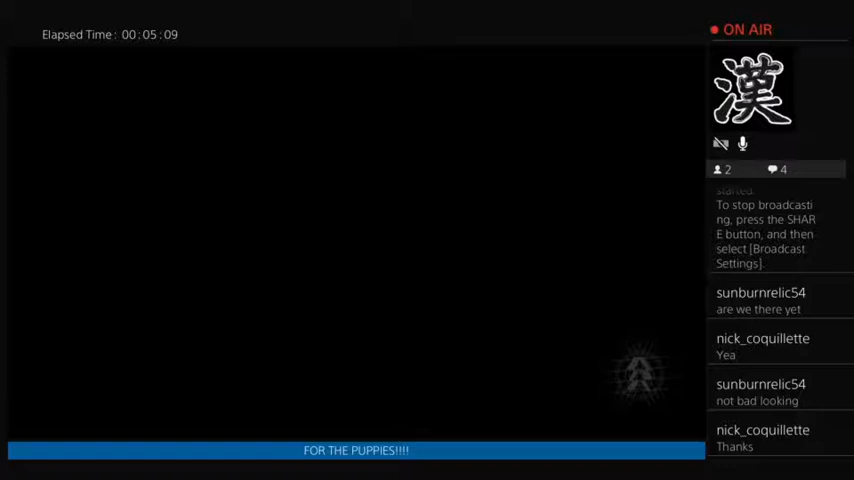 Elapsed Time: 00:05:09
ON AIR
漢
2
4
started.
To stop broadcasti
ng, press the SHAR
E button, and then
select [Broadcast
Settings].
sunburnrelic54
are we there yet
nick_coquillette
Yea
sunburnrelic54
not bad looking
nick_coquillette
Thanks
FOR THE PUPPIES!!!!